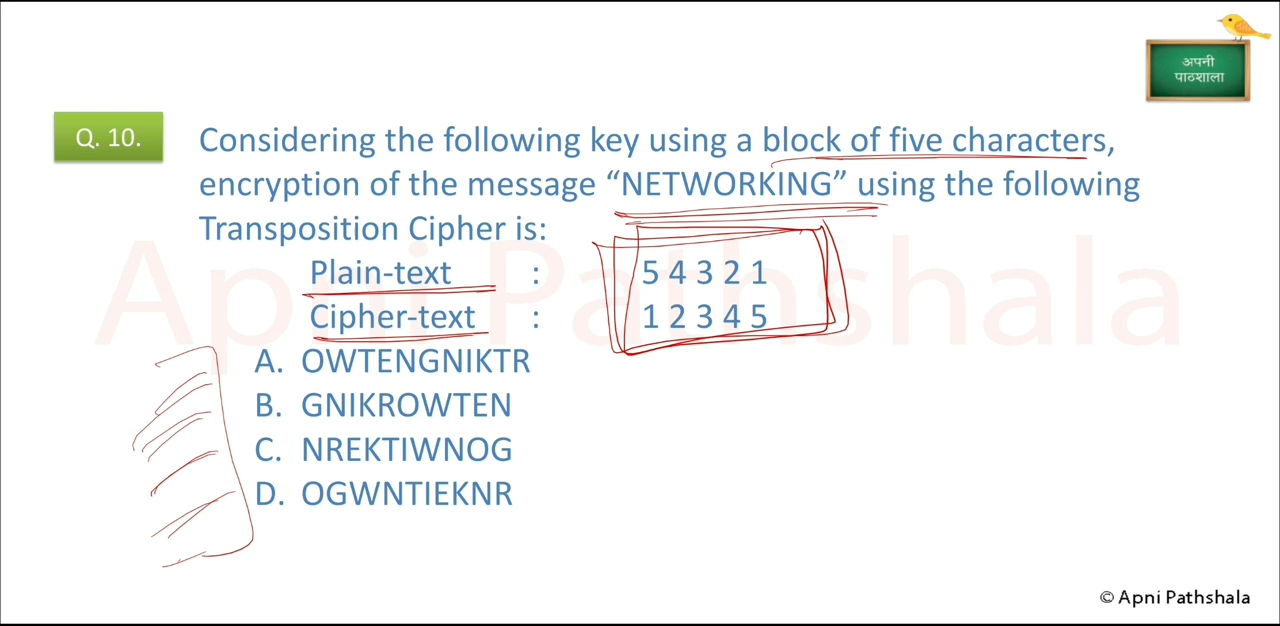 अपनी
पाठशाला
Q. 10.
Considering the following key using a block of five characters,
encryption of the message “NETWORKING” using the following
Transposition Cipher is:
Plain-text : 5 4 3 2 1
Cipher-text : 1 2 3 4 5
A. OWTENGNIKTR
B. GNIKROWTEN
C. NREKTIWNOG
D. OGWNTIEKNR
Apni Pathshala
© Apni Pathshala